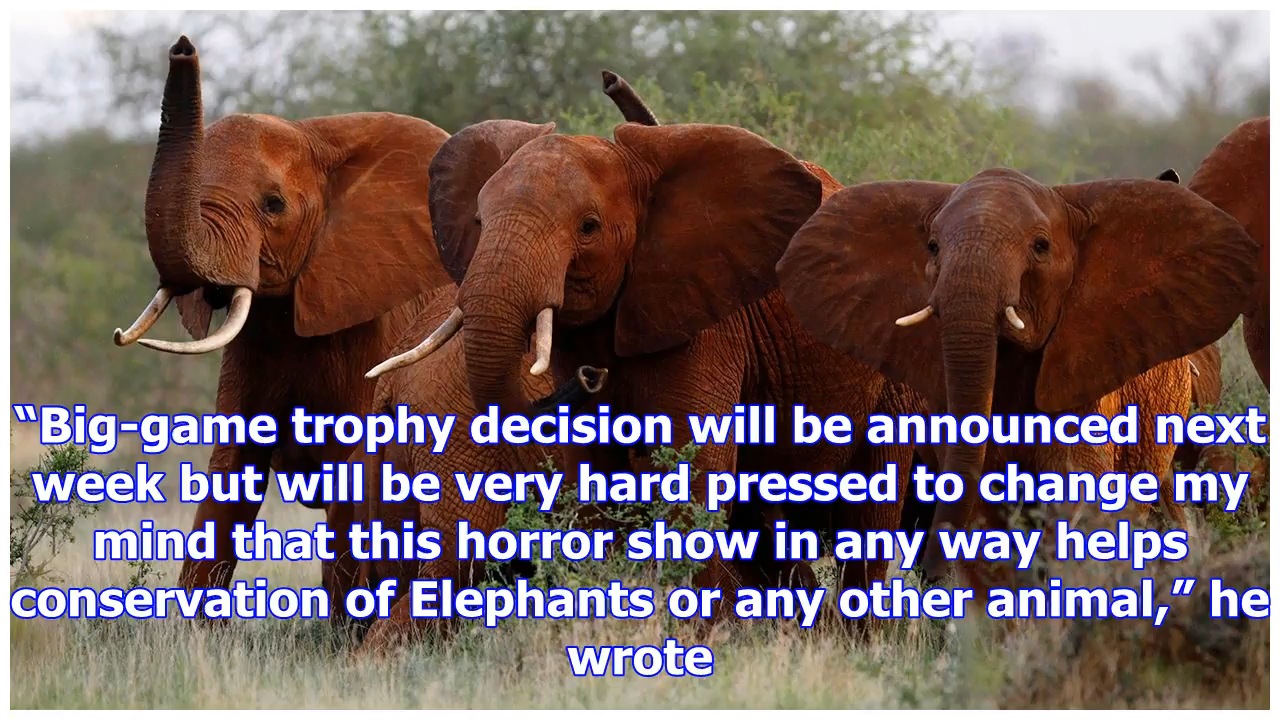 “Big-game trophy decision will be announced next
week but will be very hard pressed to change my
mind that this horror show in any way helps
conservation of Elephants or any other animal,” he
wrote